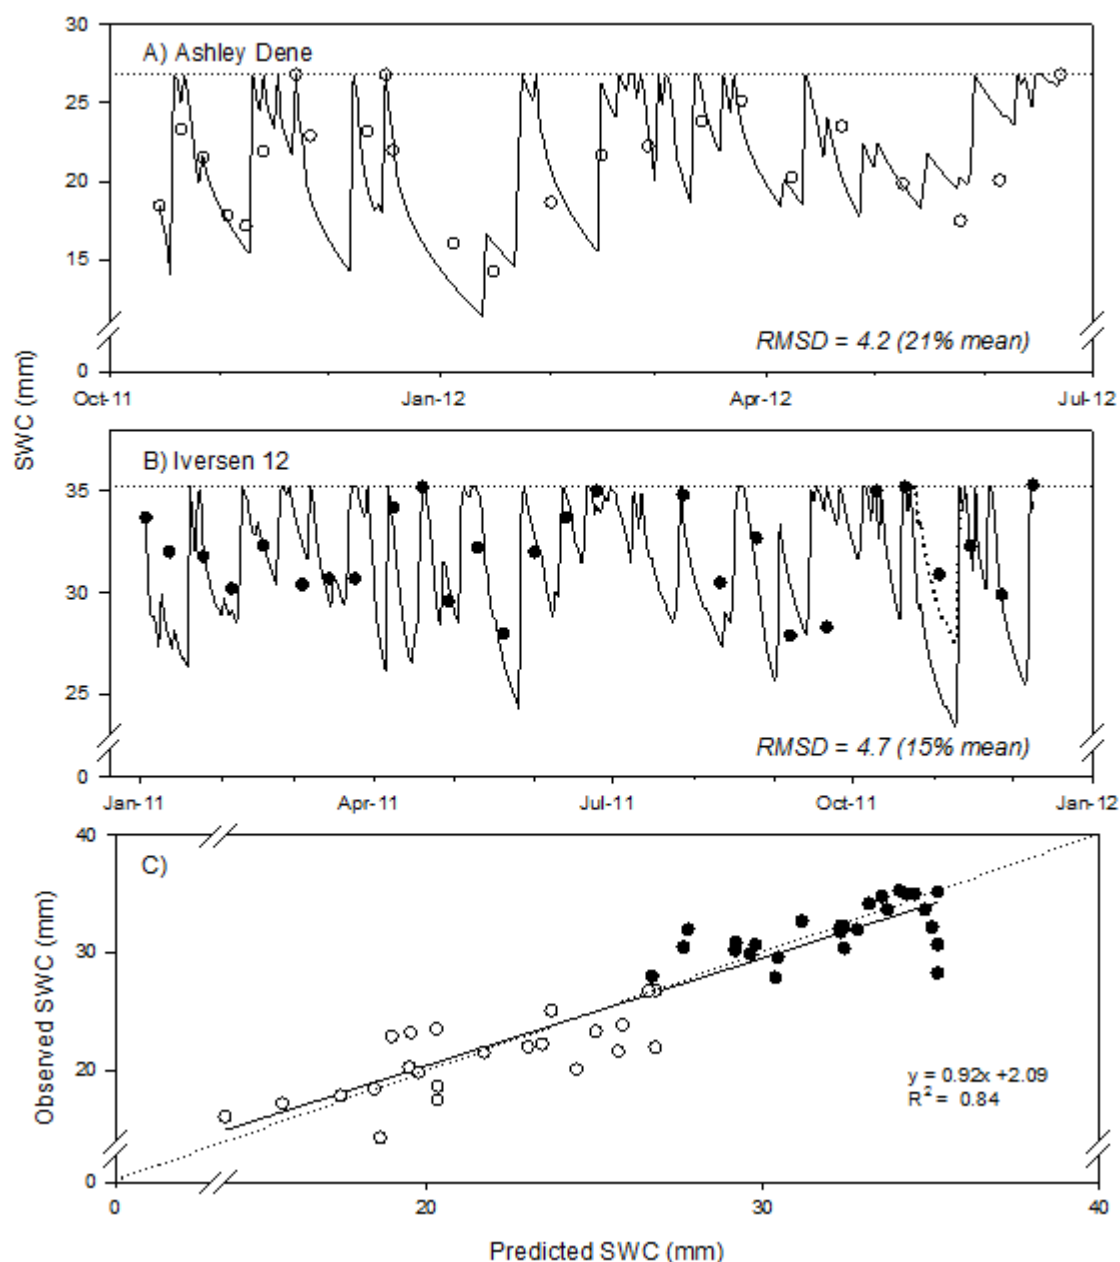 30
A) Ashley Dene
25
20
15
RMSD = 4.2 (21% mean)
0
Oct-11 Jan-12 Apr-12 Jul-12
SWC (mm)
B) Iversen 12
35
30
25
RMSD = 4.7 (15% mean)
0
Jan-11 Apr-11 Jul-11 Oct-11 Jan-12
40
C)
30
Observed SWC (mm)
20
y = 0.92x +2.09
R² = 0.84
0
0 20 30 40
Predicted SWC (mm)